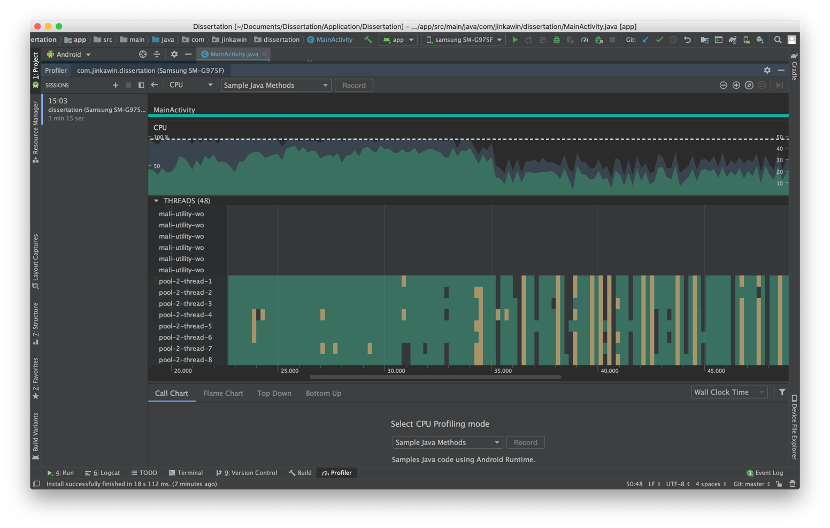 Dissertation [~/Documents/Dissertation/Application/Dissertation] – .../app/src/main/java/com/jinkawin/dissertation/MainActivity.java [app]
ertation app src main java com jinkawin dissertation MainActivity app samsung SM-G975F Git:
1: Project Android MainActivity.java Gradle
Profiler com.jinkawin.dissertation (Samsung SM-G975F)
SESSIONS CPU Sample Java Methods Record
15:03
dissertation (Samsung SM-G975...
1 min 15 sec
Resource Manager
MainActivity
CPU
100 % 50
40
50 30
20
10
THREADS (48)
mali-utility-wo
mali-utility-wo
mali-utility-wo
mali-utility-wo
mali-utility-wo
mali-utility-wo
pool-2-thread-1
pool-2-thread-2
pool-2-thread-3
pool-2-thread-4
pool-2-thread-5
pool-2-thread-6
pool-2-thread-7
pool-2-thread-8
20.000 25.000 30.000 35.000 40.000 45.000
Layout Captures
Z: Structure
2: Favorites
Build Variants
Call Chart Flame Chart Top Down Bottom Up Wall Clock Time
Device File Explorer
Select CPU Profiling mode
Sample Java Methods Record
Samples Java code using Android Runtime.
4: Run 6: Logcat TODO Terminal 9: Version Control Build Profiler 1 Event Log
Install successfully finished in 18 s 112 ms. (7 minutes ago) 50:48 LF UTF-8 4 spaces Git: master